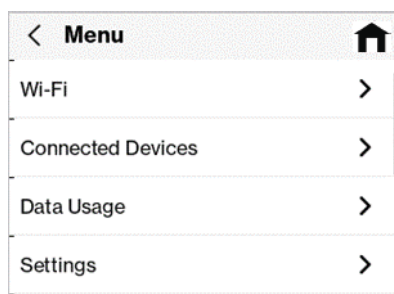 Menu
Wi-Fi
Connected Devices
Data Usage
Settings